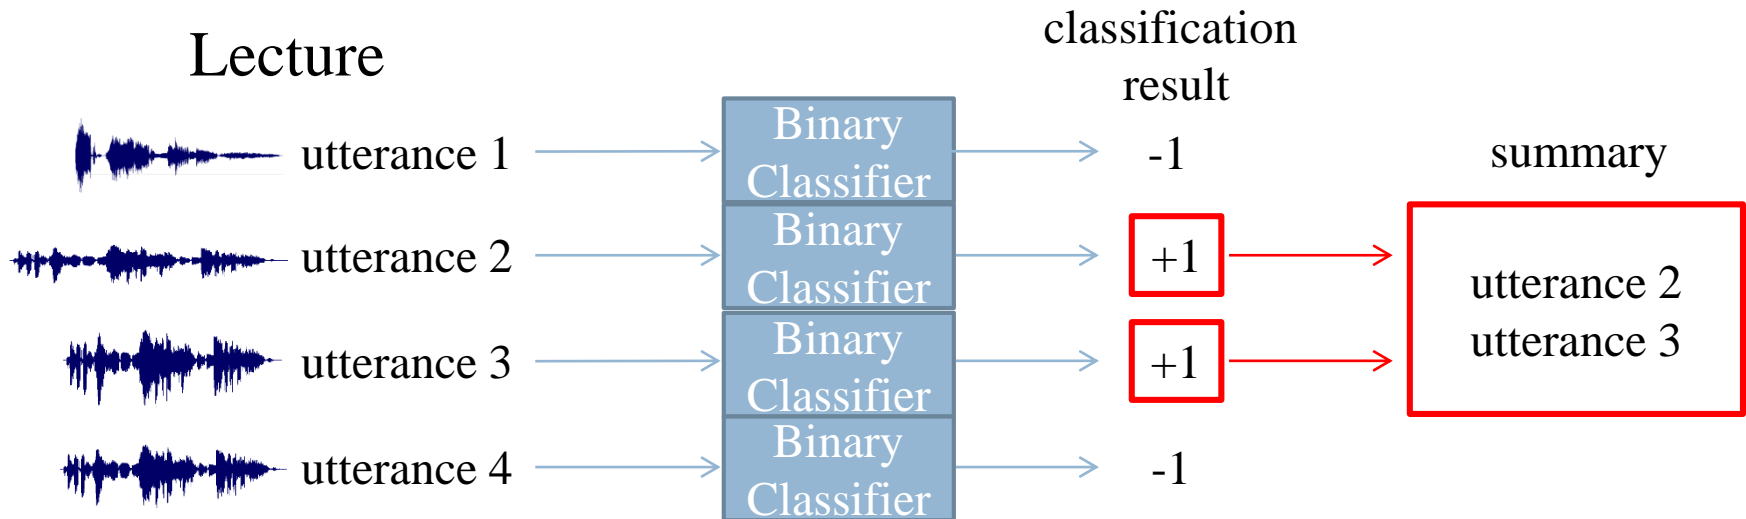 Lecture
classification
result
utterance 1
Binary
Classifier
-1
summary
utterance 2
Binary
Classifier
+1
utterance 2
utterance 3
utterance 3
Binary
Classifier
+1
utterance 4
Binary
Classifier
-1